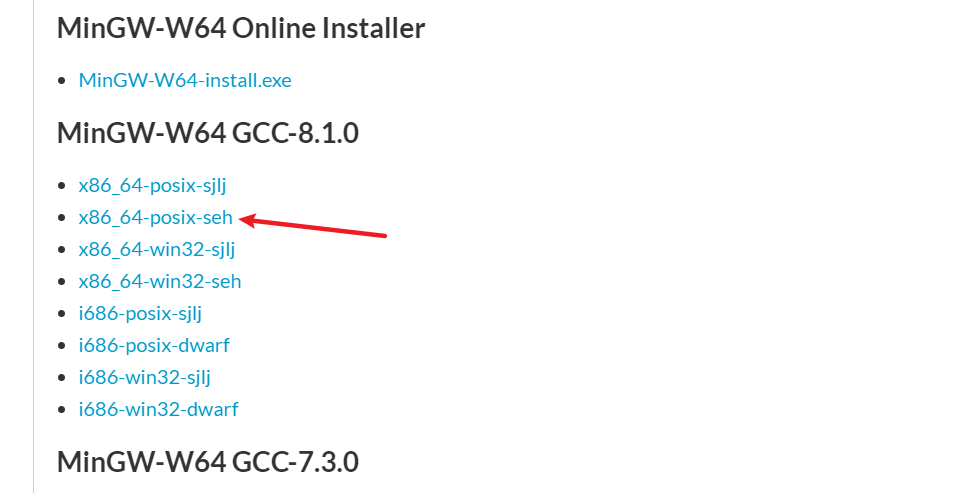 MinGW-W64 Online Installer
MinGW-W64-install.exe
MinGW-W64 GCC-8.1.0
x86_64-posix-sjlj
x86_64-posix-seh
x86_64-win32-sjlj
x86_64-win32-seh
i686-posix-sjlj
i686-posix-dwarf
i686-win32-sjlj
i686-win32-dwarf
MinGW-W64 GCC-7.3.0